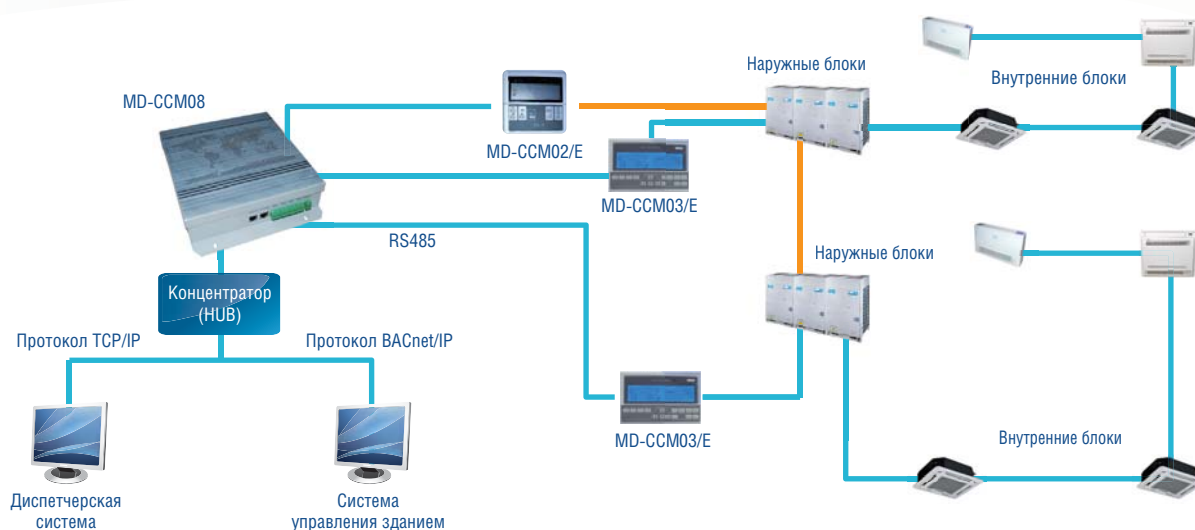 Наружные блоки
Внутренние блоки
MD-CCM08
MD-CCM02/E
MD-CCM03/E
RS485
Наружные блоки
Концентратор
(HUB)
Протокол TCP/IP
Протокол BACnet/IP
MD-CCM03/E
Внутренние блоки
Диспетчерская
система
Система
управления зданием